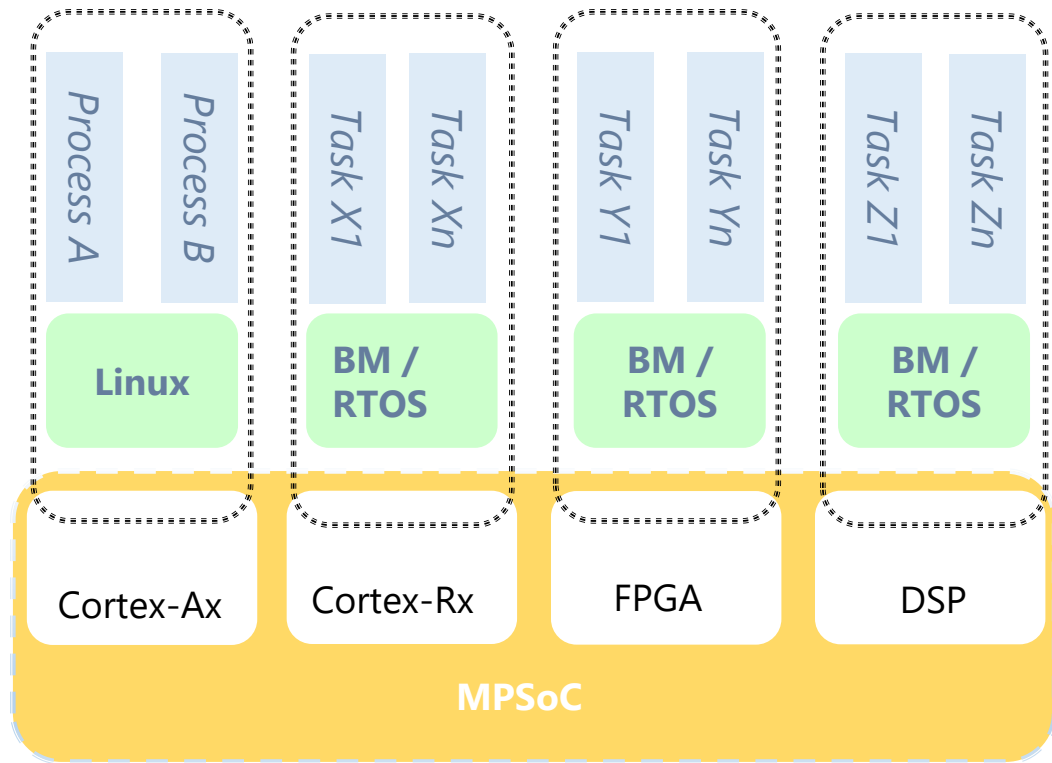 Process A
Process B
Task X1
Task Xn
Task Y1
Task Yn
Task Z1
Task Zn
Linux
BM /
RTOS
BM /
RTOS
BM /
RTOS
Cortex-Ax
Cortex-Rx
FPGA
DSP
MPSoC